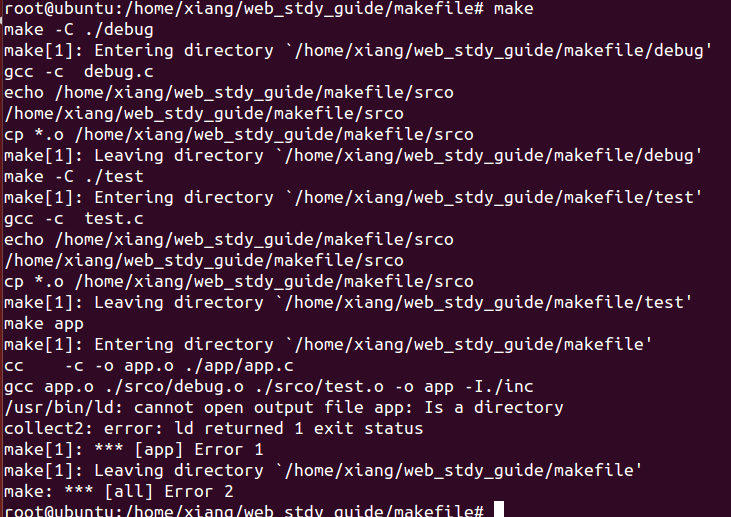 root@ubuntu:/home/xiang/web_stdy_guide/makefile# make
make -C ./debug
make[1]: Entering directory `/home/xiang/web_stdy_guide/makefile/debug'
gcc -c  debug.c
echo /home/xiang/web_stdy_guide/makefile/srco
/home/xiang/web_stdy_guide/makefile/srco
cp *.o /home/xiang/web_stdy_guide/makefile/srco
make[1]: Leaving directory `/home/xiang/web_stdy_guide/makefile/debug'
make -C ./test
make[1]: Entering directory `/home/xiang/web_stdy_guide/makefile/test'
gcc -c  test.c
echo /home/xiang/web_stdy_guide/makefile/srco
/home/xiang/web_stdy_guide/makefile/srco
cp *.o /home/xiang/web_stdy_guide/makefile/srco
make[1]: Leaving directory `/home/xiang/web_stdy_guide/makefile/test'
make app
make[1]: Entering directory `/home/xiang/web_stdy_guide/makefile'
cc    -c -o app.o ./app/app.c
gcc app.o ./srco/debug.o ./srco/test.o -o app -I./inc
/usr/bin/ld: cannot open output file app: Is a directory
collect2: error: ld returned 1 exit status
make[1]: *** [app] Error 1
make[1]: Leaving directory `/home/xiang/web_stdy_guide/makefile'
make: *** [all] Error 2
root@ubuntu:/home/xiang/web_stdy_guide/makefile#